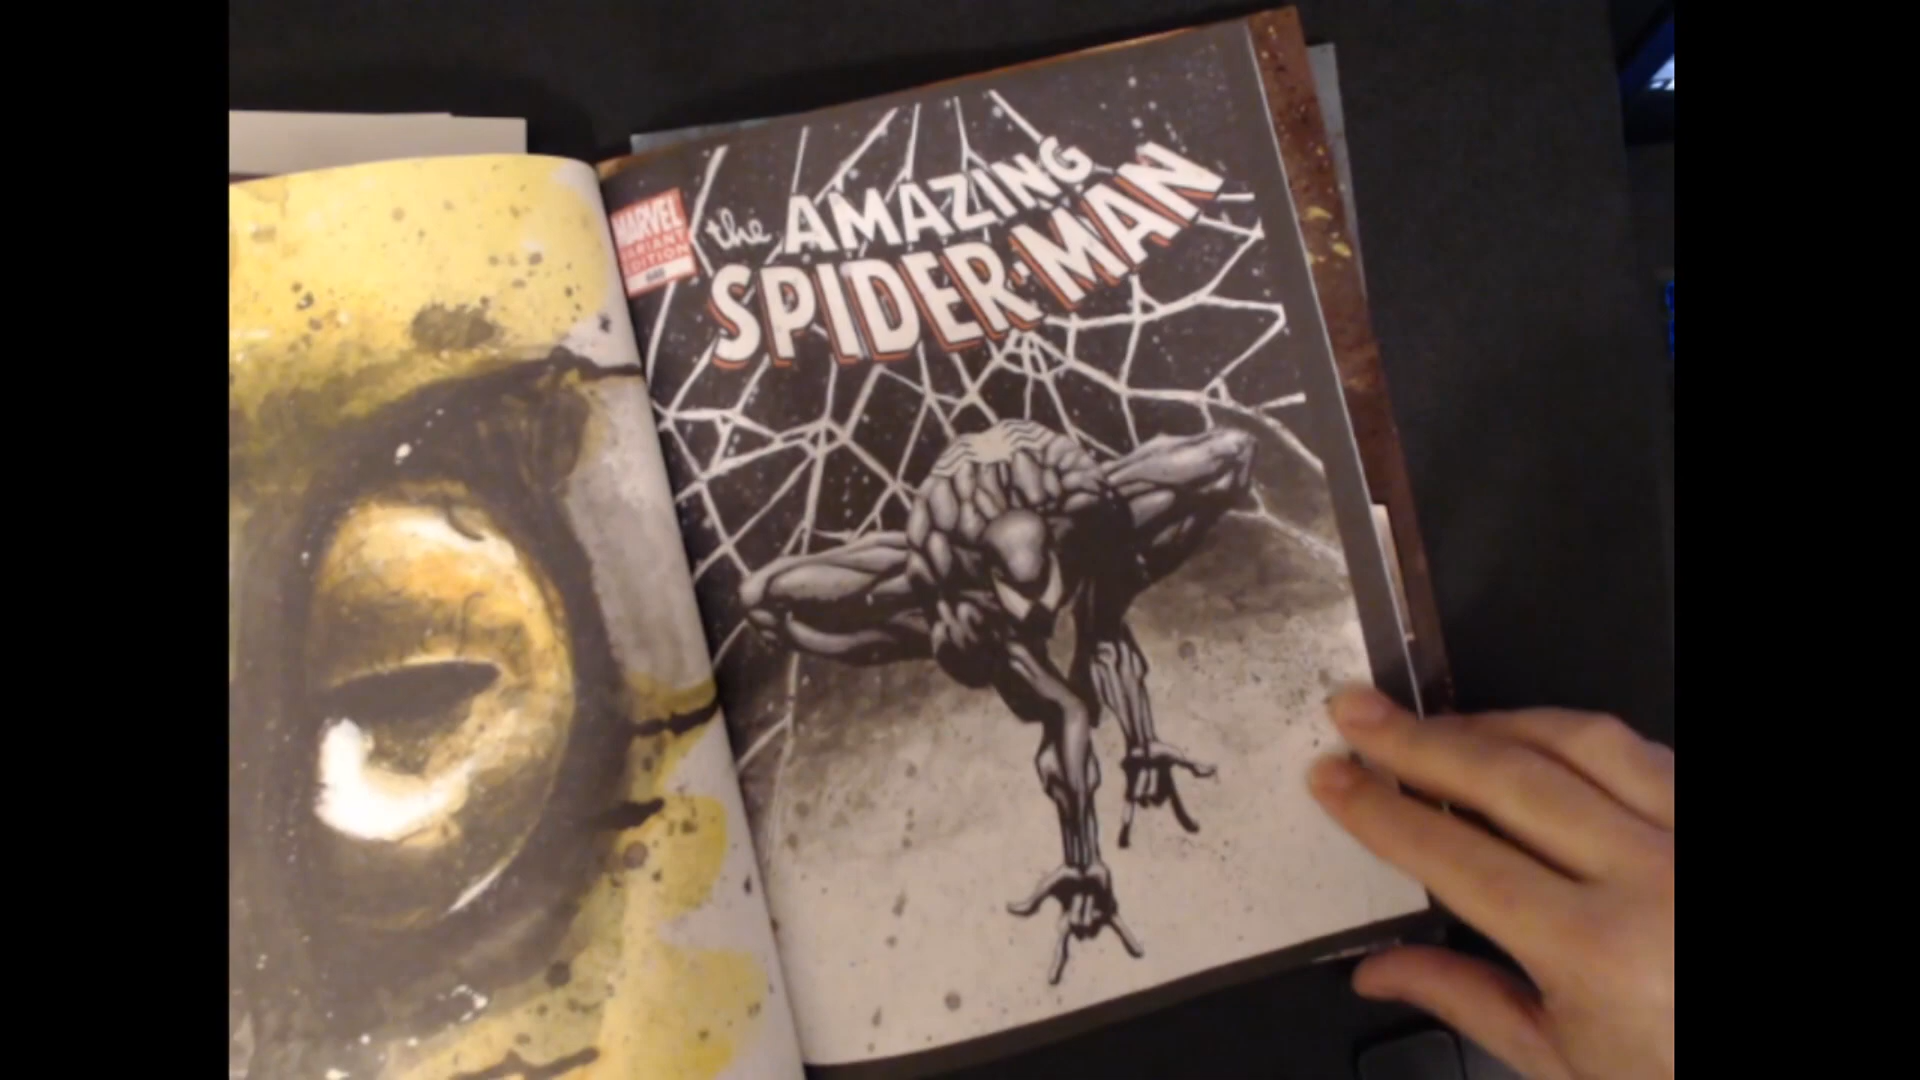 MARVEL
VARIANT
EDITION
the AMAZING
SPIDER-MAN